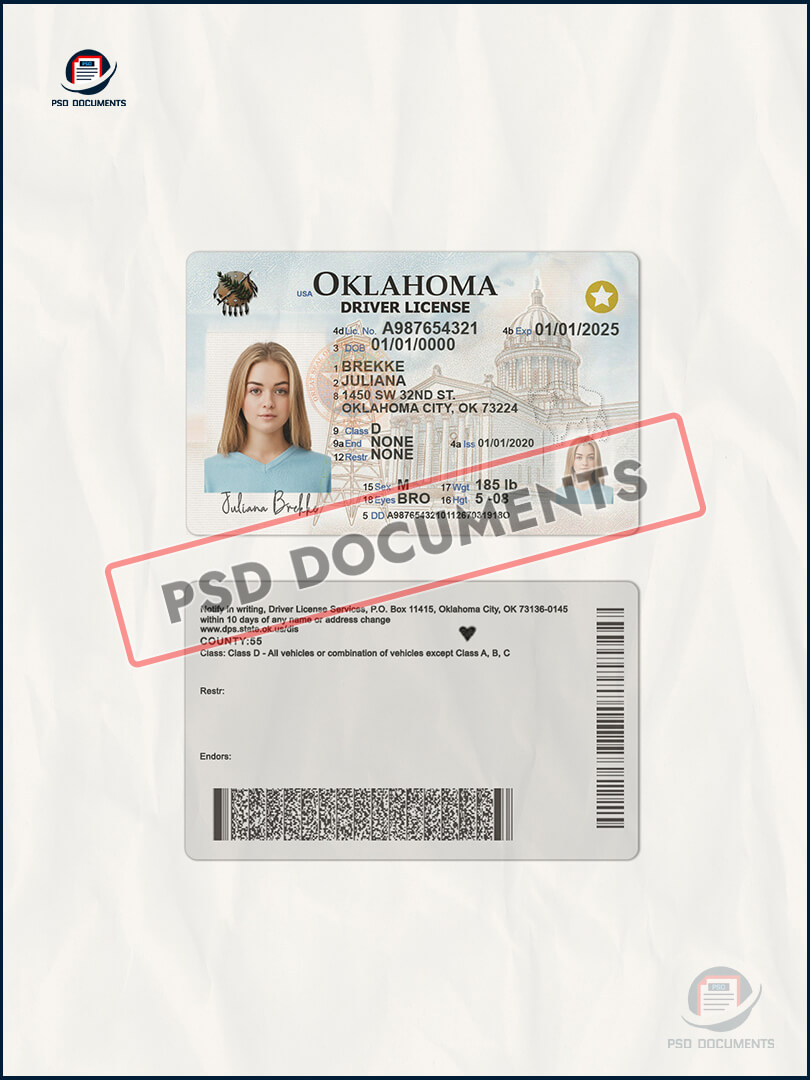 PSD
PSD DOCUMENTS
USA OKLAHOMA
DRIVER LICENSE
4d Lic. No. A987654321 4b Exp 01/01/2025
3 DOB 01/01/0000
1 BREKKE
2 JULIANA
8 1450 SW 32ND ST.
OKLAHOMA CITY, OK 73224
9 Class D
9a End NONE 4a Iss 01/01/2020
12 Restr NONE
15 Sex M 17 Wgt 185 lb
18 Eyes BRO 16 Hgt 5'-08
Juliana Brekke
PSD DOCUMENTS
Notify in writing, Driver License Services, P.O. Box 11415, Oklahoma City, OK 73136-0145
within 10 days of any name or address change
www.dps.state.ok.us/dls
COUNTY:55
Class: Class D - All vehicles or combination of vehicles except Class A, B, C
Restr:
Endors:
PSD
PSD DOCUMENTS